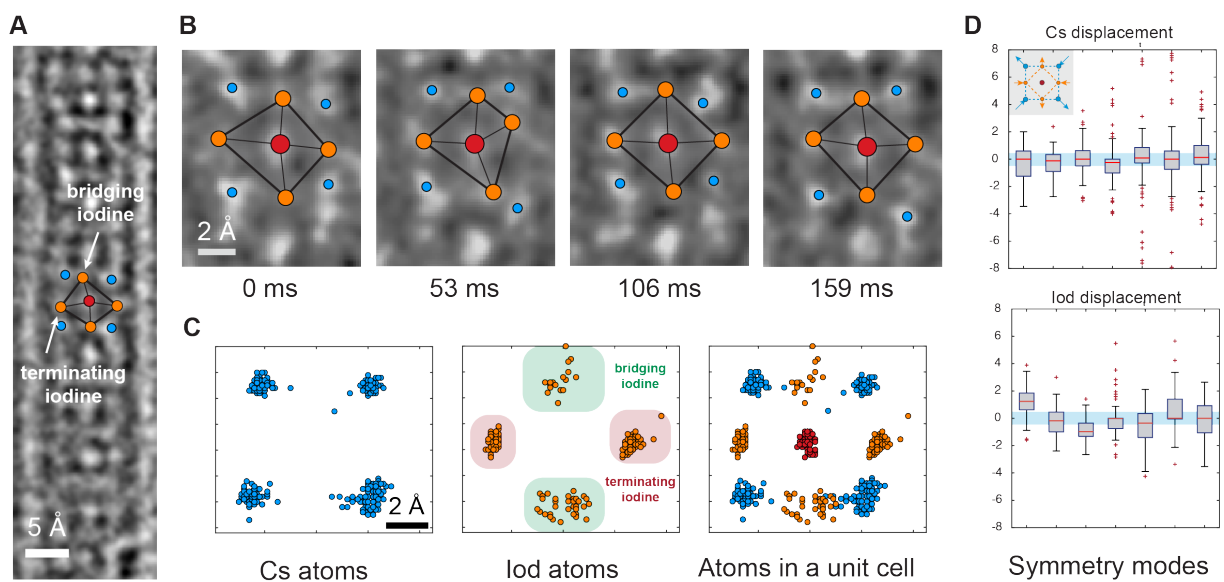 A
bridging
iodine
terminating
iodine
5 Å
B
2 Å
0 ms
53 ms
106 ms
159 ms
C
2 Å
Cs atoms
bridging
iodine
terminating
iodine
Iod atoms
Atoms in a unit cell
D
Cs displacement
8
6
4
2
0
-2
-4
-6
-8
Iod displacement
8
6
4
2
0
-2
-4
-6
-8
Symmetry modes